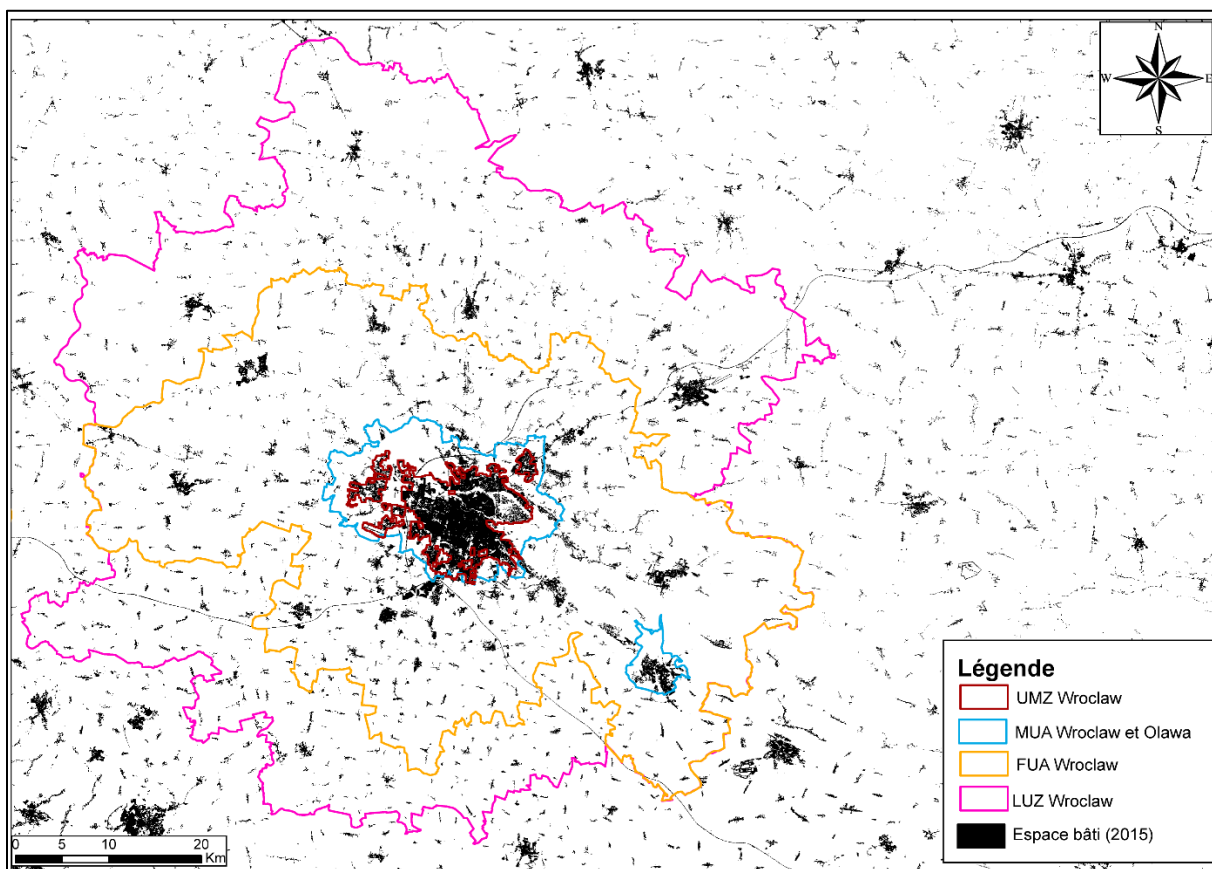 N
W E
S
Légende
UMZ Wroclaw
MUA Wroclaw et Olawa
FUA Wroclaw
LUZ Wroclaw
Espace bâti (2015)
0 5 10 20
Km